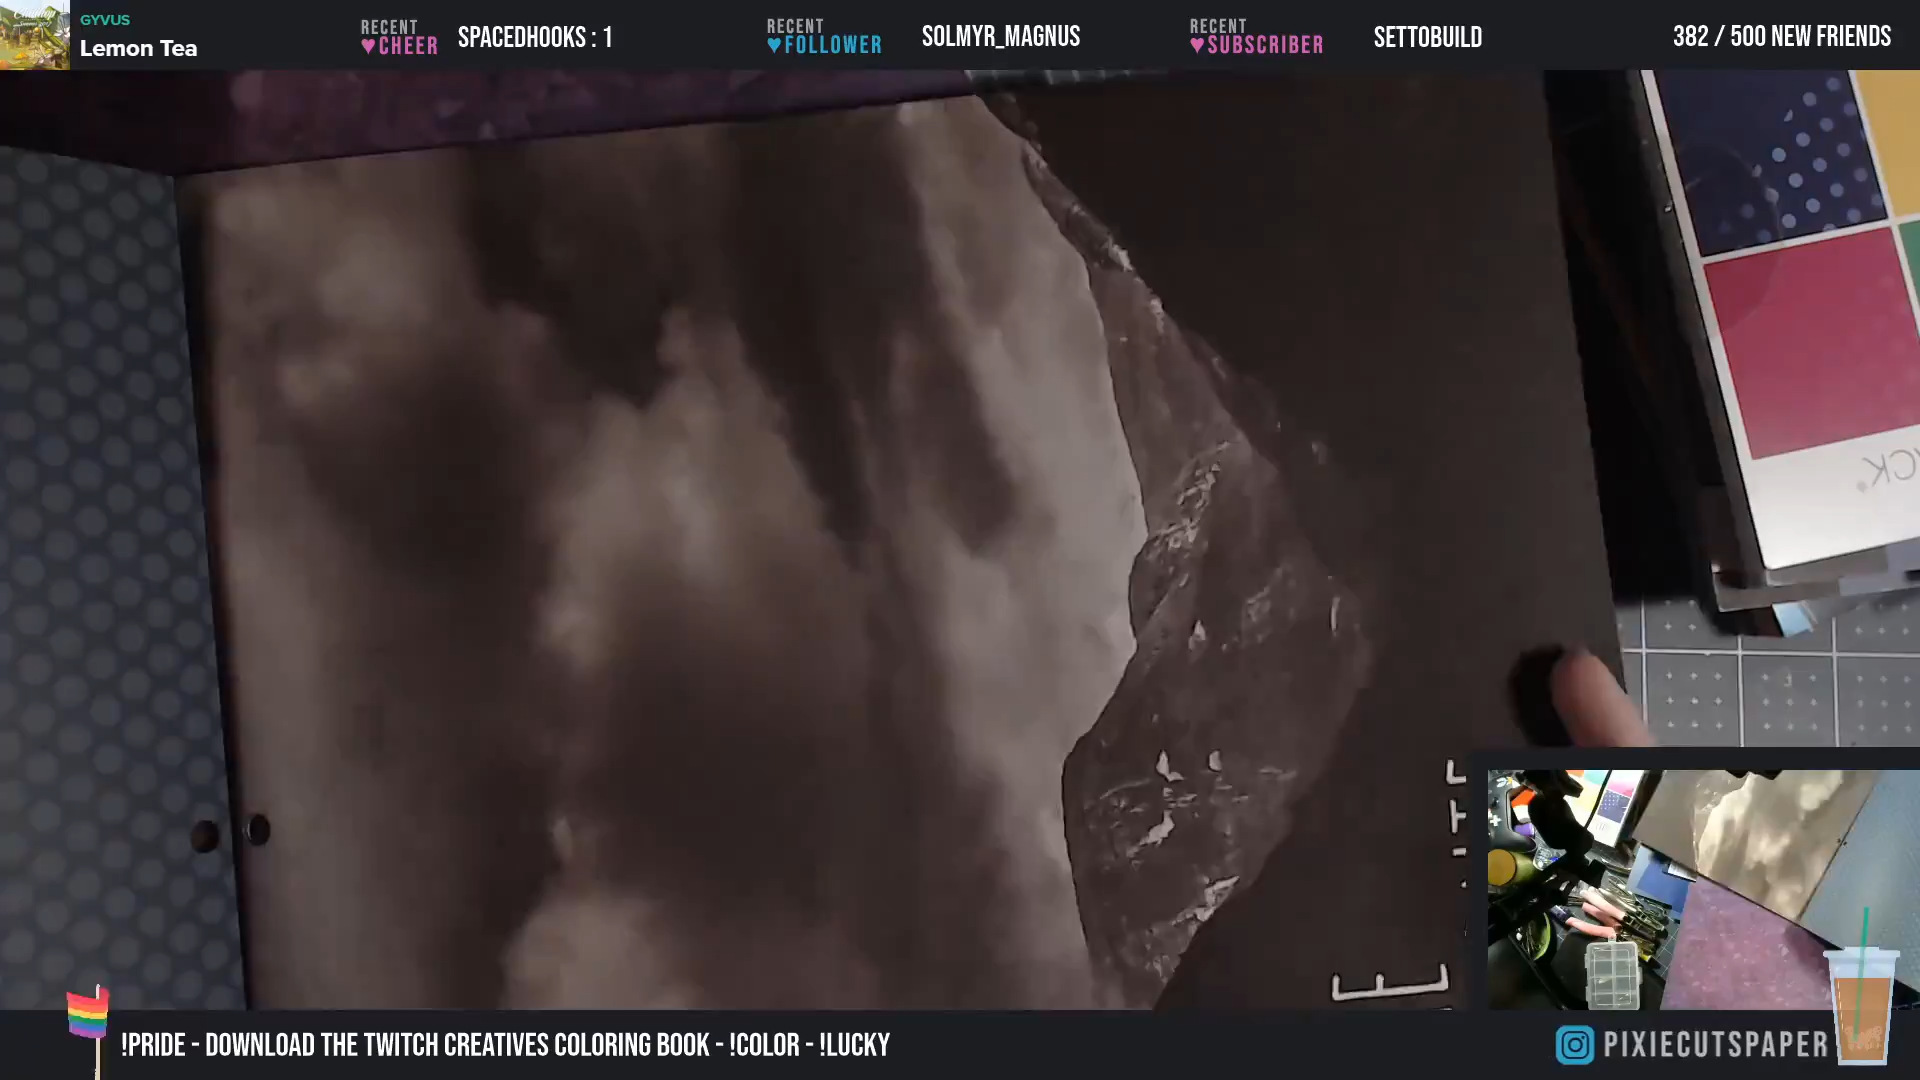 GYVUS
Lemon Tea
RECENT
♥CHEER
SPACEDHOOKS : 1
RECENT
♥FOLLOWER
SOLMYR_MAGNUS
RECENT
♥SUBSCRIBER
SETTOBUILD
382 / 500 NEW FRIENDS
!PRIDE - DOWNLOAD THE TWITCH CREATIVES COLORING BOOK - !COLOR - !LUCKY
PIXIECUTSPAPER